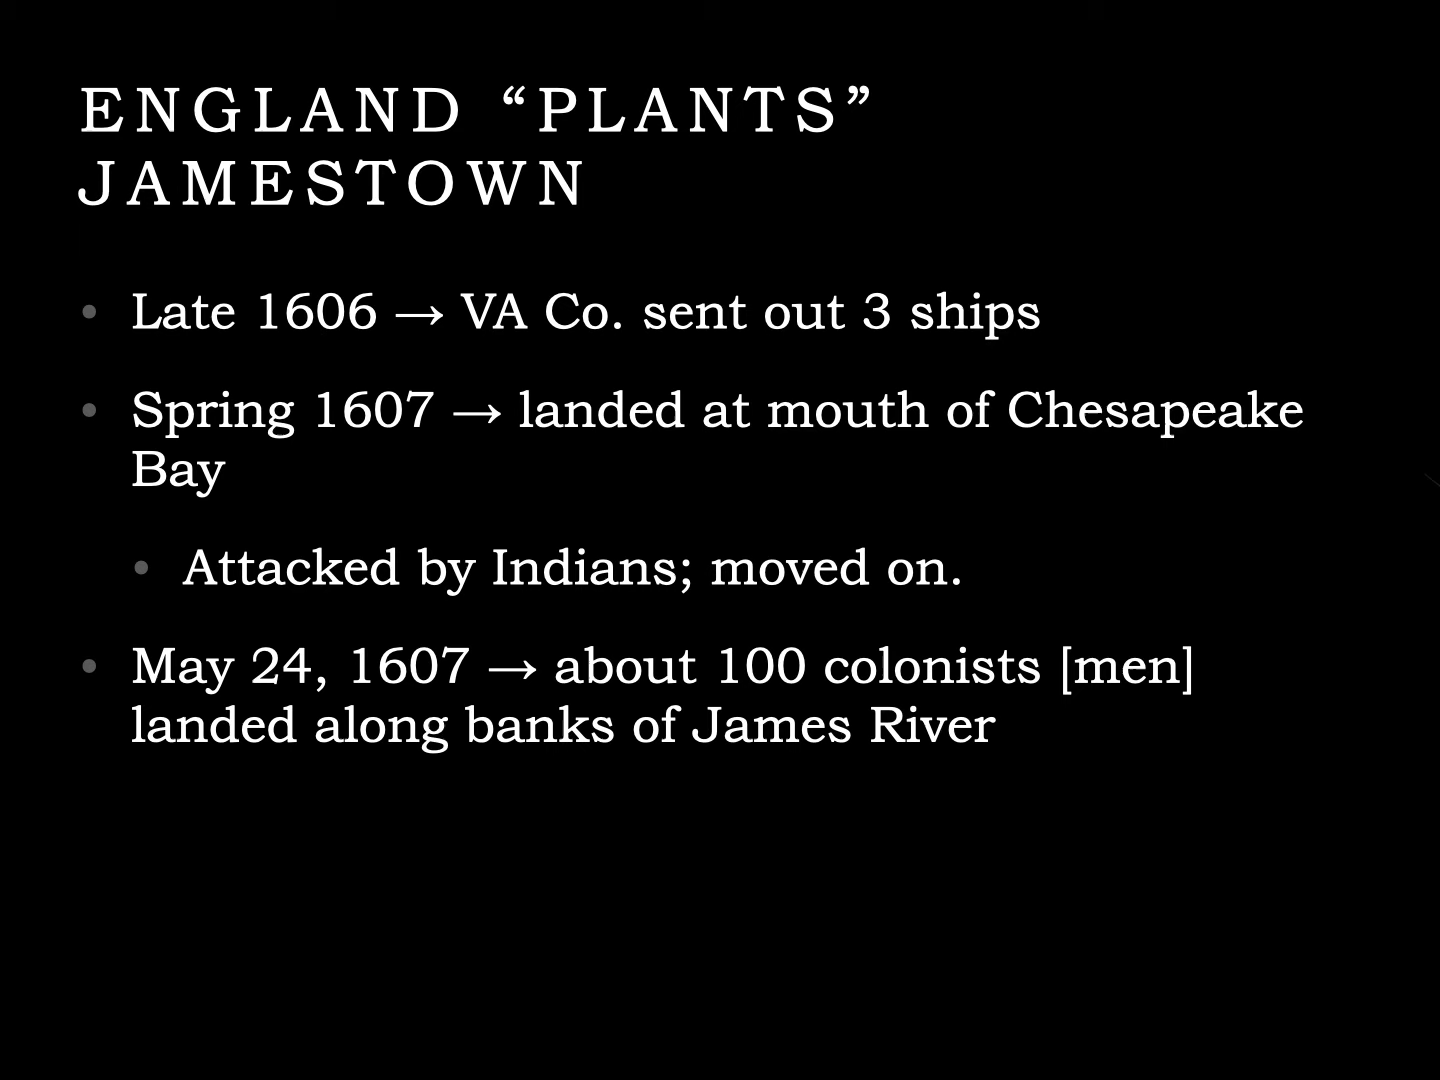 ENGLAND “PLANTS”
JAMESTOWN
• Late 1606 → VA Co. sent out 3 ships
• Spring 1607 → landed at mouth of Chesapeake
Bay
• Attacked by Indians; moved on.
• May 24, 1607 → about 100 colonists [men]
landed along banks of James River